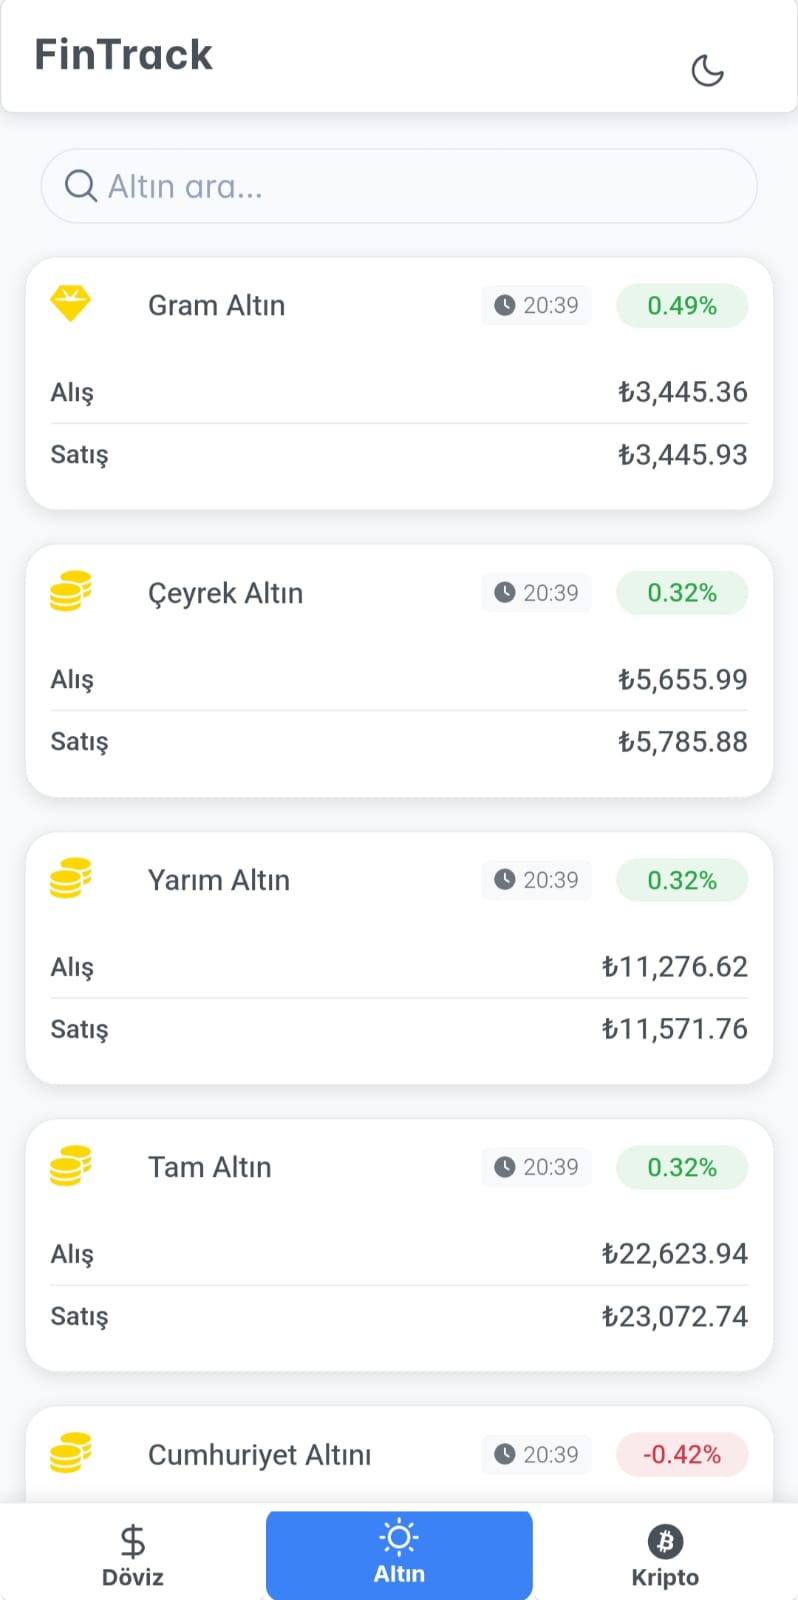 FinTrack
Altın ara...
Gram Altın 20:39 0.49%
Alış ₺3,445.36
Satış ₺3,445.93
Çeyrek Altın 20:39 0.32%
Alış ₺5,655.99
Satış ₺5,785.88
Yarım Altın 20:39 0.32%
Alış ₺11,276.62
Satış ₺11,571.76
Tam Altın 20:39 0.32%
Alış ₺22,623.94
Satış ₺23,072.74
Cumhuriyet Altını 20:39 -0.42%
Döviz Altın Kripto